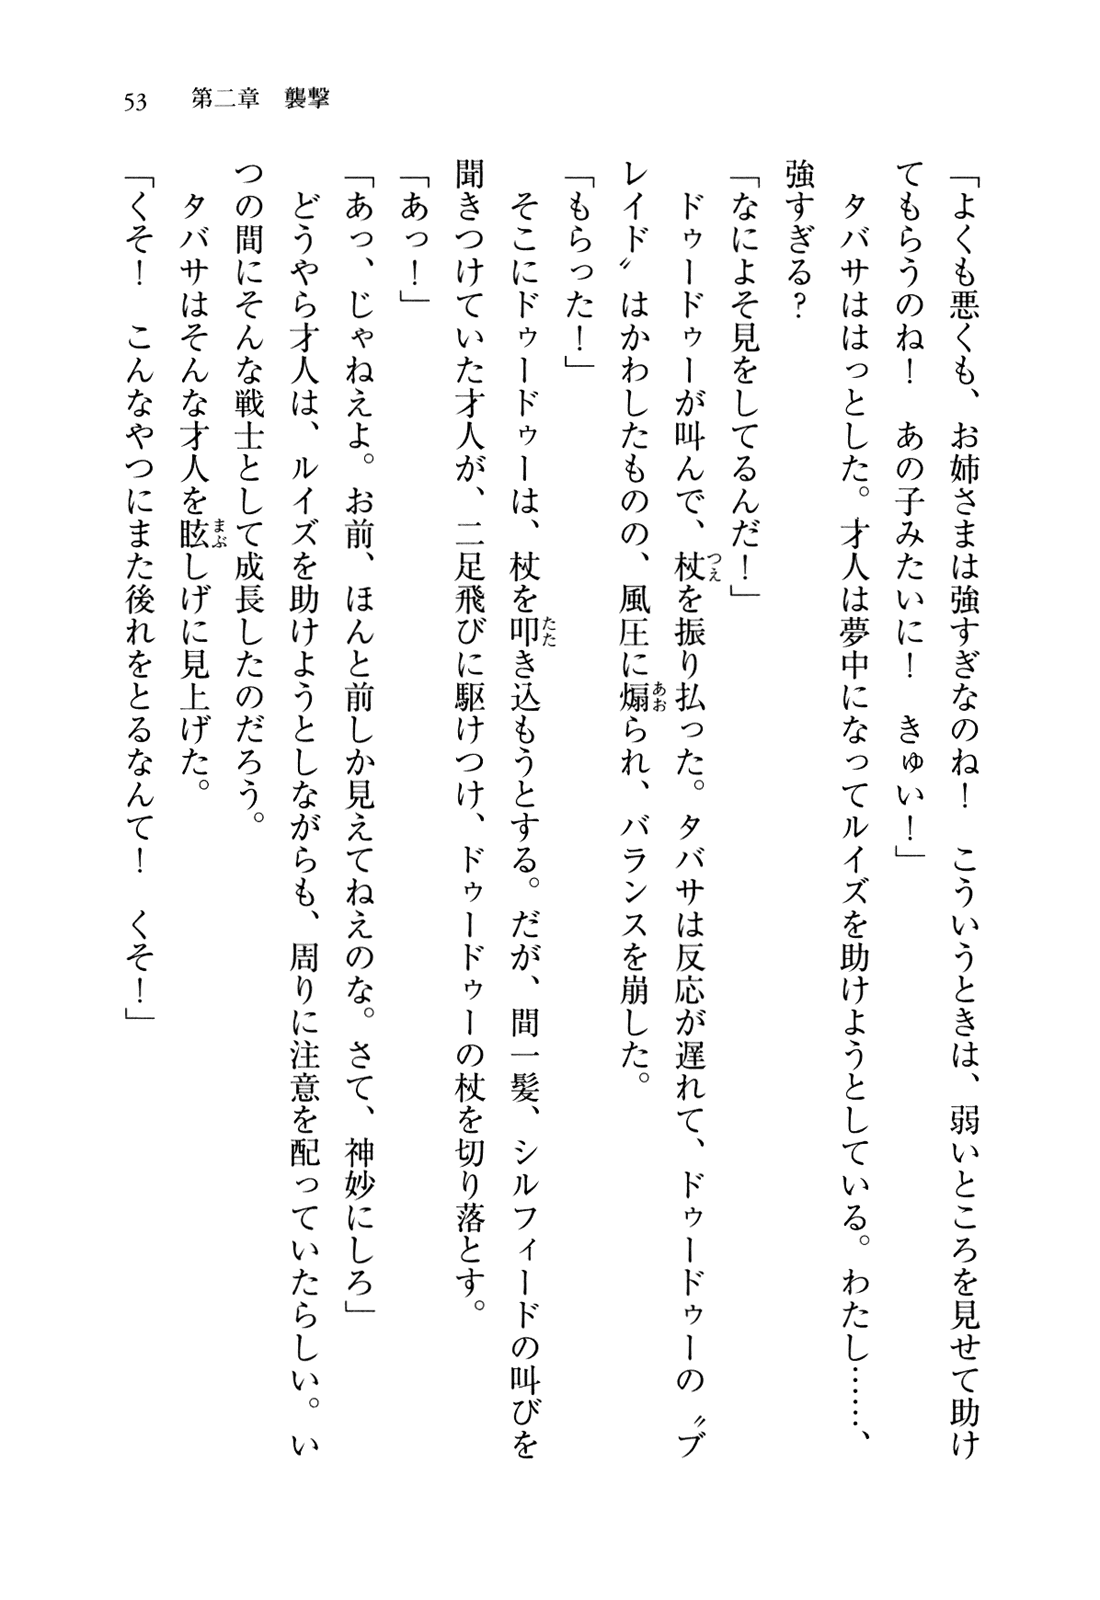 53　第二章　襲撃
「よくも悪くも、お姉さまは強すぎなのね！　こういうときは、弱いところを見せて助け
てもらうのね！　あの子みたいに！　きゅい！」
　タバサははっとした。才人は夢中になってルイズを助けようとしている。わたし……、
強すぎる？
「なによそ見をしてるんだ！」
　ドゥードゥーが叫んで、杖を振り払った。タバサは反応が遅れて、ドゥードゥーの〝ブ
レイド〟はかわしたものの、風圧に煽られ、バランスを崩した。
「もらった！」
　そこにドゥードゥーは、杖を叩き込もうとする。だが、間一髪、シルフィードの叫びを
聞きつけていた才人が、二足飛びに駆けつけ、ドゥードゥーの杖を切り落とす。
「あっ！」
「あっ、じゃねえよ。お前、ほんと前しか見えてねえのな。さて、神妙にしろ」
　どうやら才人は、ルイズを助けようとしながらも、周りに注意を配っていたらしい。い
つの間にそんな戦士として成長したのだろう。
　タバサはそんな才人を眩しげに見上げた。
「くそ！　こんなやつにまた後れをとるなんて！　くそ！」